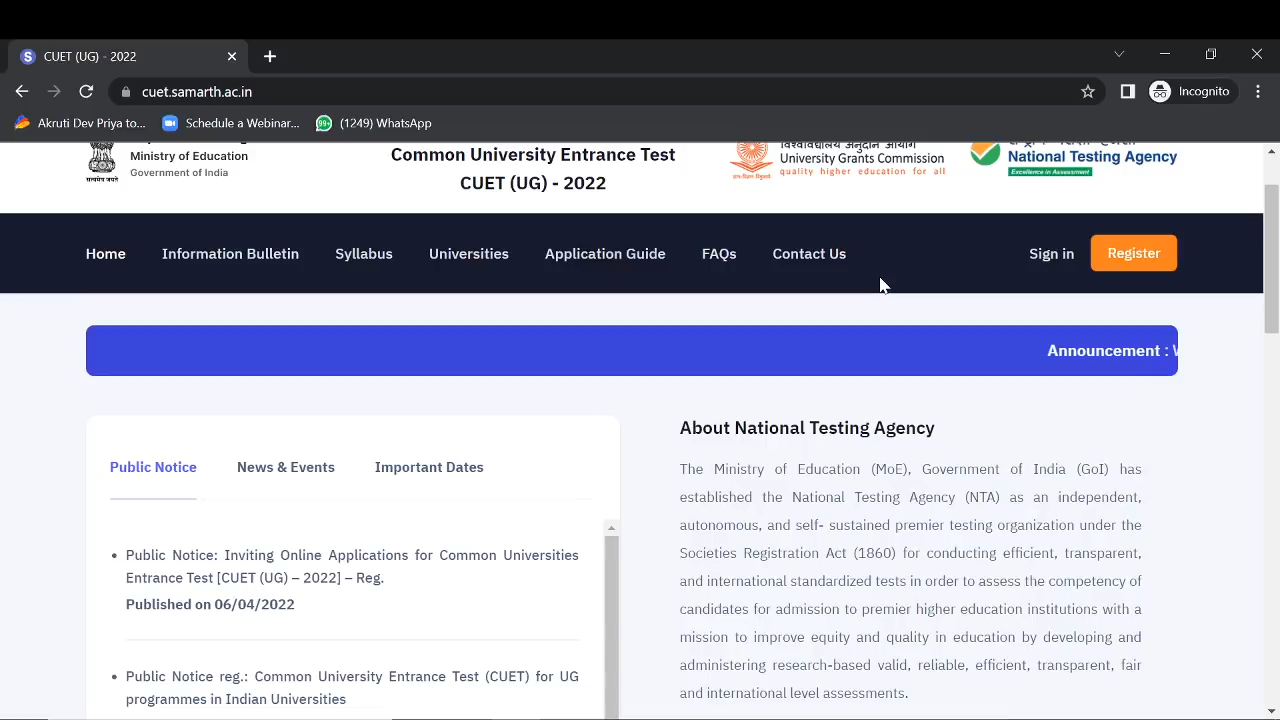 CUET (UG) - 2022
cuet.samarth.ac.in
Incognito
Akruti Dev Priya to...
Schedule a Webinar...
99+
(1249) WhatsApp
Ministry of Education
Government of India
सत्यमेव जयते
Common University Entrance Test
CUET (UG) - 2022
विश्वविद्यालय अनुदान आयोग
University Grants Commission
quality higher education for all
National Testing Agency
Excellence in Assessment
Home
Information Bulletin
Syllabus
Universities
Application Guide
FAQs
Contact Us
Sign in
Register
Announcement :
Public Notice
News & Events
Important Dates
• Public Notice: Inviting Online Applications for Common Universities
Entrance Test [CUET (UG) – 2022] – Reg.
Published on 06/04/2022
• Public Notice reg.: Common University Entrance Test (CUET) for UG
programmes in Indian Universities
About National Testing Agency
The Ministry of Education (MoE), Government of India (GoI) has
established the National Testing Agency (NTA) as an independent,
autonomous, and self- sustained premier testing organization under the
Societies Registration Act (1860) for conducting efficient, transparent,
and international standardized tests in order to assess the competency of
candidates for admission to premier higher education institutions with a
mission to improve equity and quality in education by developing and
administering research-based valid, reliable, efficient, transparent, fair
and international level assessments.